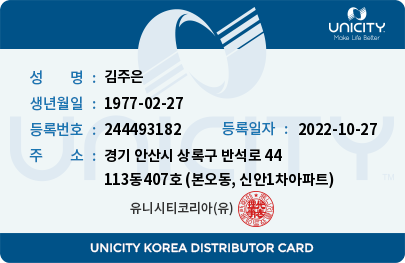 UNICITY
Make Life Better
성 명 : 김주은
생년월일 : 1977-02-27
등록번호 : 244493182 등록일자 : 2022-10-27
주 소 : 경기 안산시 상록구 반석로 44
113동407호 (본오동, 신안1차아파트)
유니시티코리아(유)
UNICITY
UNICITY KOREA DISTRIBUTOR CARD